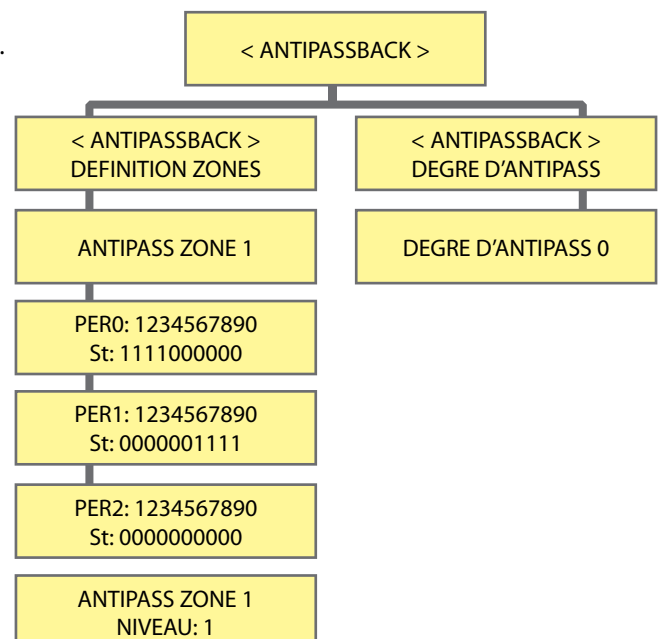 .
< ANTIPASSBACK >
< ANTIPASSBACK >
DEFINITION ZONES
ANTIPASS ZONE 1
PER0: 1234567890
St: 1111000000
PER1: 1234567890
St: 0000001111
PER2: 1234567890
St: 0000000000
ANTIPASS ZONE 1
NIVEAU: 1
< ANTIPASSBACK >
DEGRE D'ANTIPASS
DEGRE D'ANTIPASS 0